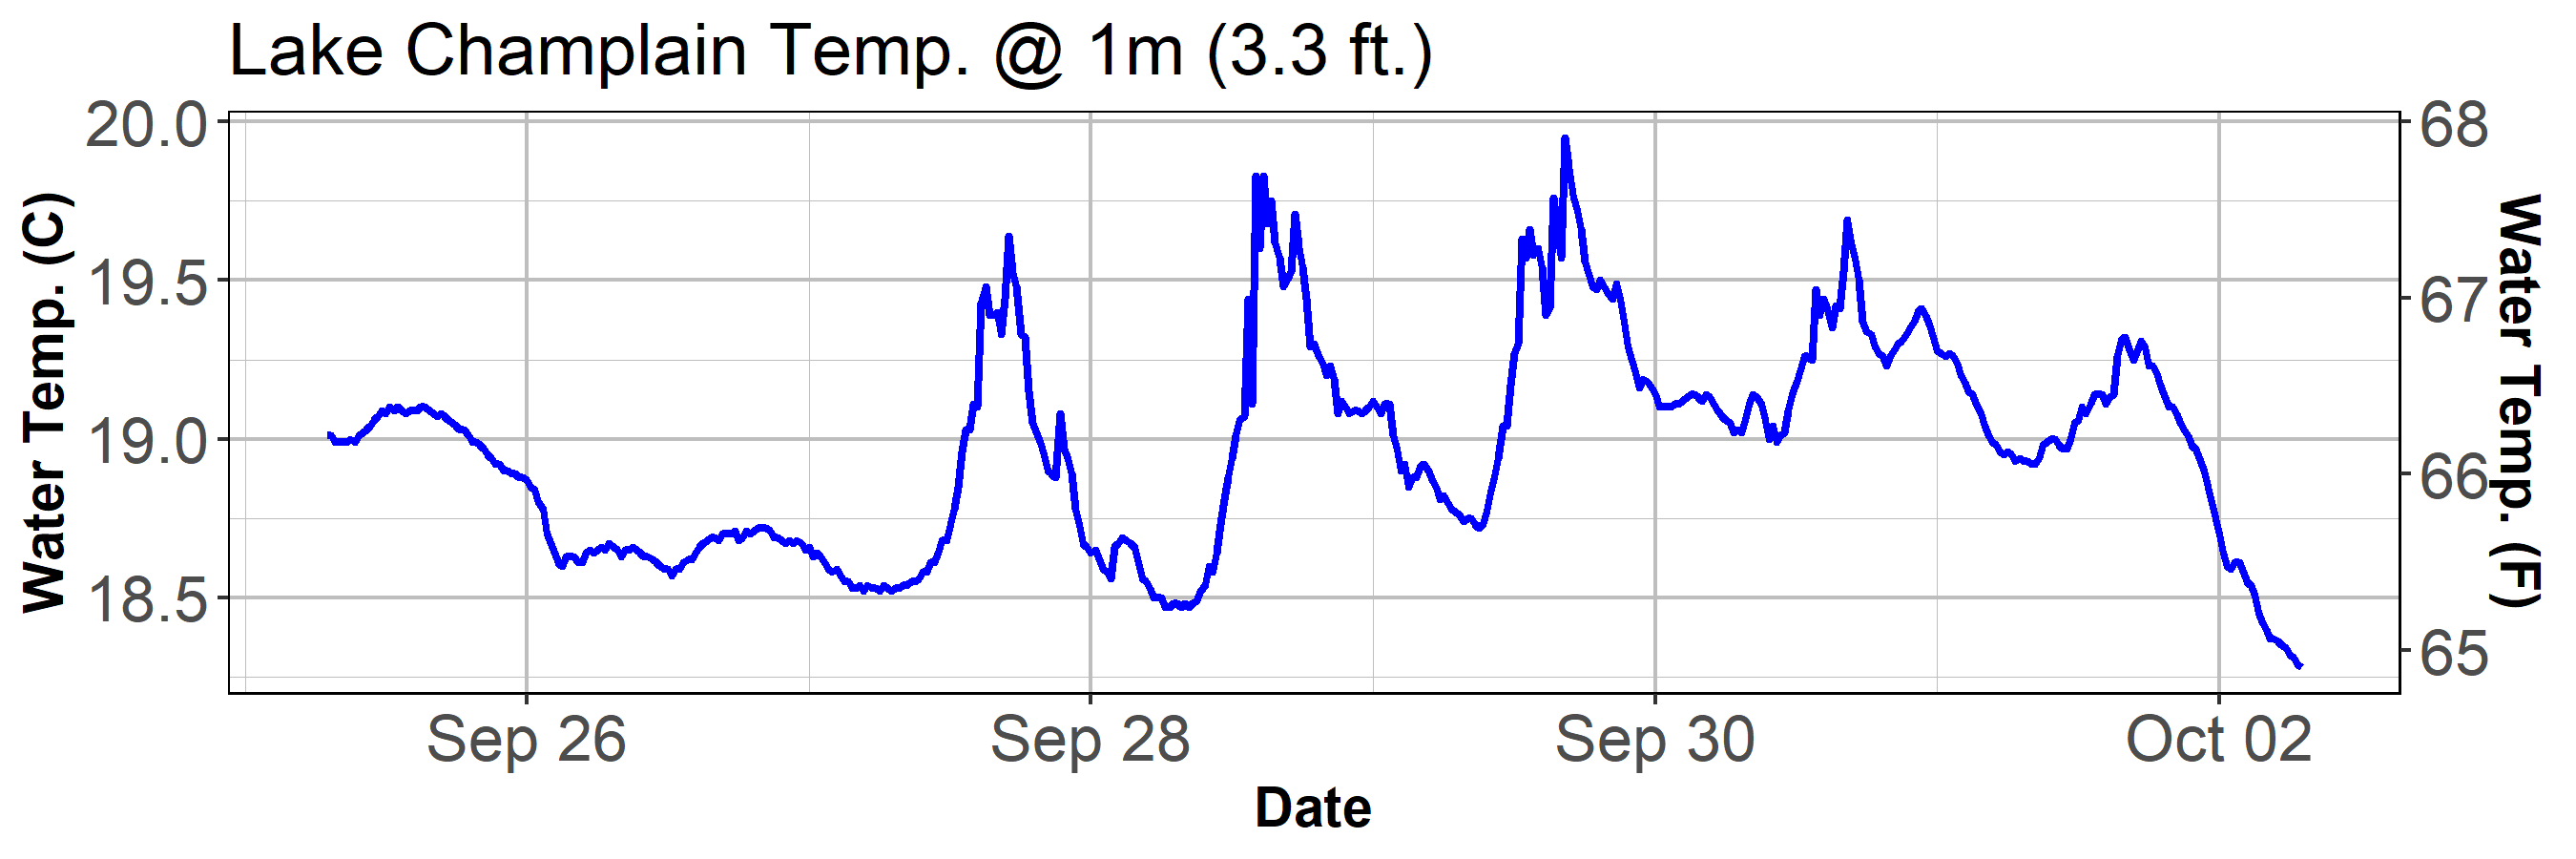 Lake Champlain Temp. @ 1m (3.3 ft.)
Water Temp. (C)
20.0
19.5
19.0
18.5
68
67
66
65
Water Temp. (F)
Sep 26 Sep 28 Sep 30 Oct 02
Date